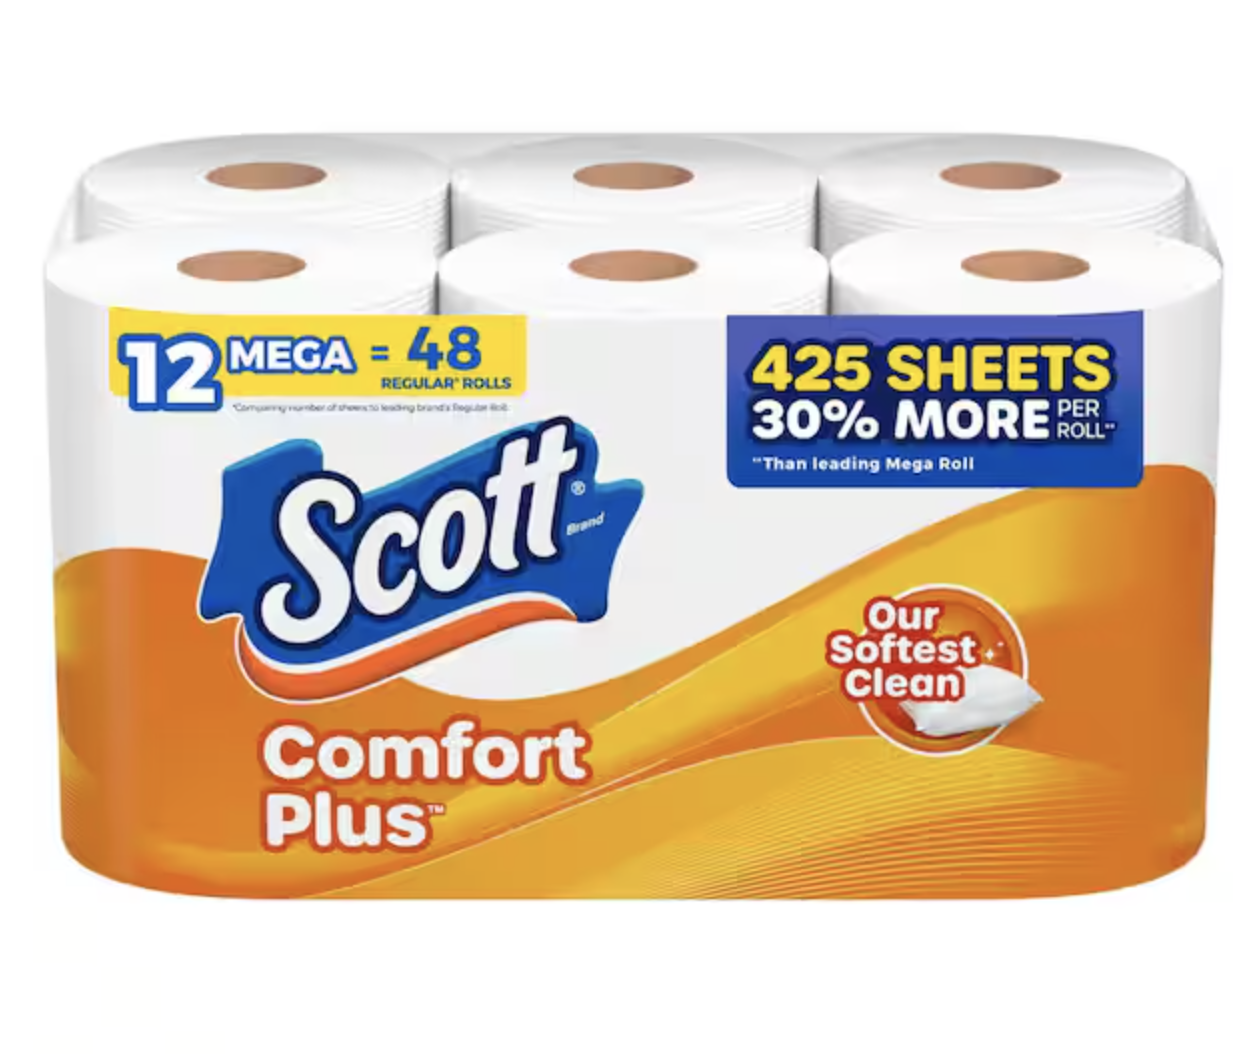 12 MEGA = 48
REGULAR* ROLLS
*Comparing number of sheets to leading brand's Regular Roll.
425 SHEETS
30% MORE PER ROLL**
**Than leading Mega Roll
Scott® Brand
Our
Softest
Clean
Comfort
Plus™